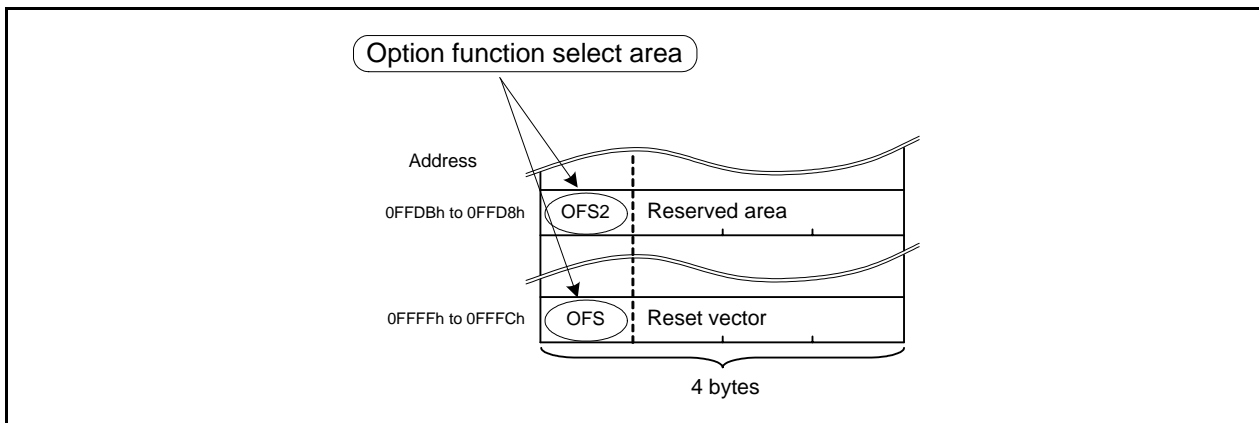 Option function select area
Address
0FFDBh to 0FFD8h OFS2 Reserved area
0FFFFh to 0FFFCh OFS Reset vector
4 bytes